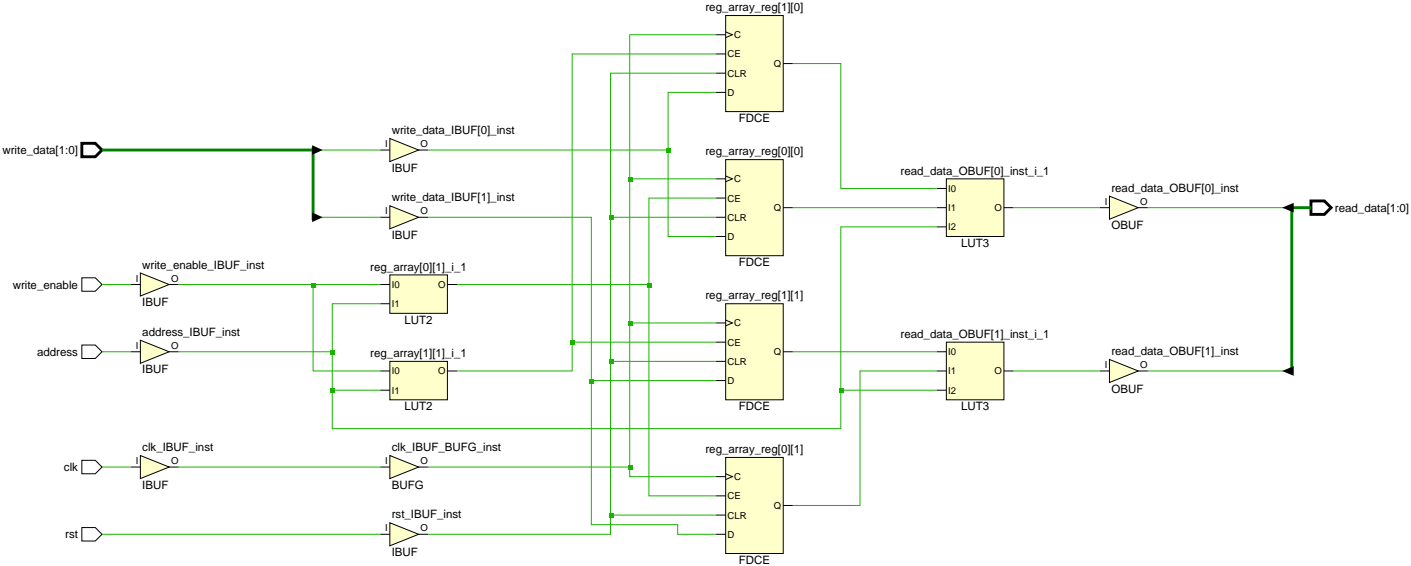 reg_array_reg[1][0]
C
CE
Q
CLR
D
FDCE
write_data[1:0]
write_data_IBUF[0]_inst
I
O
IBUF
write_data_IBUF[1]_inst
I
O
IBUF
reg_array_reg[0][0]
C
CE
Q
CLR
D
FDCE
read_data_OBUF[0]_inst_i_1
I0
I1
O
I2
LUT3
read_data_OBUF[0]_inst
I
O
OBUF
read_data[1:0]
write_enable
write_enable_IBUF_inst
I
O
IBUF
reg_array[0][1]_i_1
I0
O
I1
LUT2
address
address_IBUF_inst
I
O
IBUF
reg_array[1][1]_i_1
I0
O
I1
LUT2
reg_array_reg[1][1]
C
CE
Q
CLR
D
FDCE
read_data_OBUF[1]_inst_i_1
I0
I1
O
I2
LUT3
read_data_OBUF[1]_inst
I
O
OBUF
clk
clk_IBUF_inst
I
O
IBUF
clk_IBUF_BUFG_inst
I
O
BUFG
rst
rst_IBUF_inst
I
O
IBUF
reg_array_reg[0][1]
C
CE
Q
CLR
D
FDCE